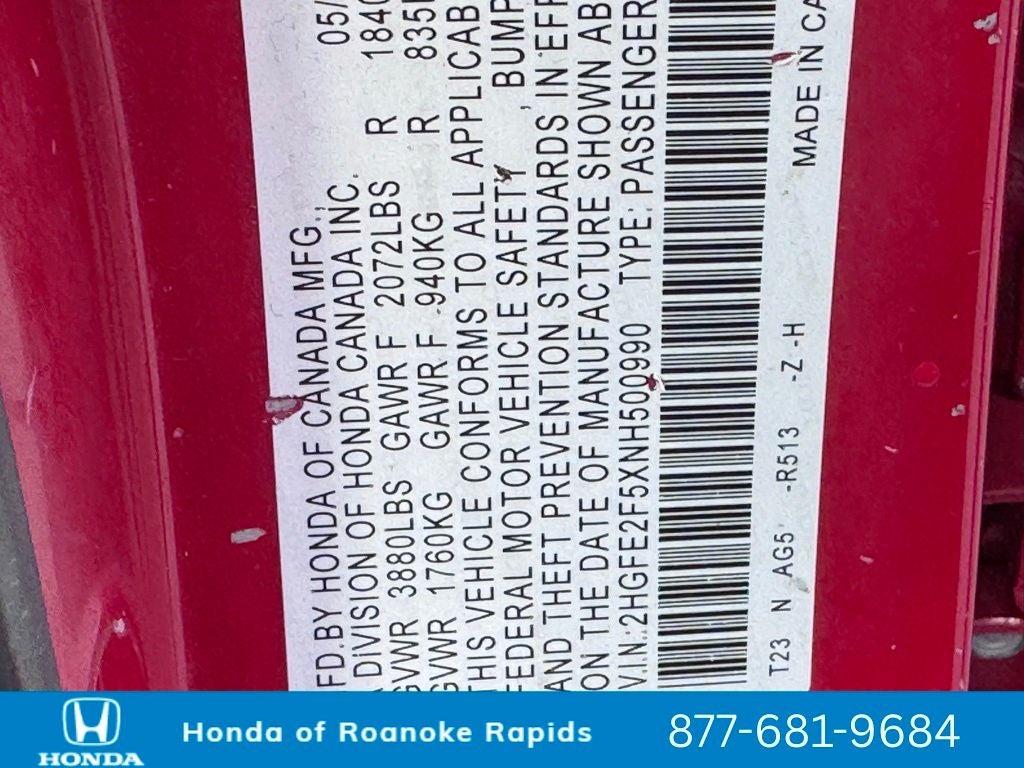 FD.BY HONDA OF CANADA MFG., 05/
A DIVISION OF HONDA CANADA INC.
GVWR 3880LBS GAWR F 2072LBS R 184
GVWR 1760KG GAWR F 940KG R 835
THIS VEHICLE CONFORMS TO ALL APPLICAB
FEDERAL MOTOR VEHICLE SAFETY , BUMP
AND THEFT PREVENTION STANDARDS IN EFF
ON THE DATE OF MANUFACTURE SHOWN AB
V.I.N.: 2HGFE2F5XNH500990 TYPE: PASSENGER
T23 N AG5 -R513 -Z -H MADE IN CA
HONDA
Honda of Roanoke Rapids
877-681-9684